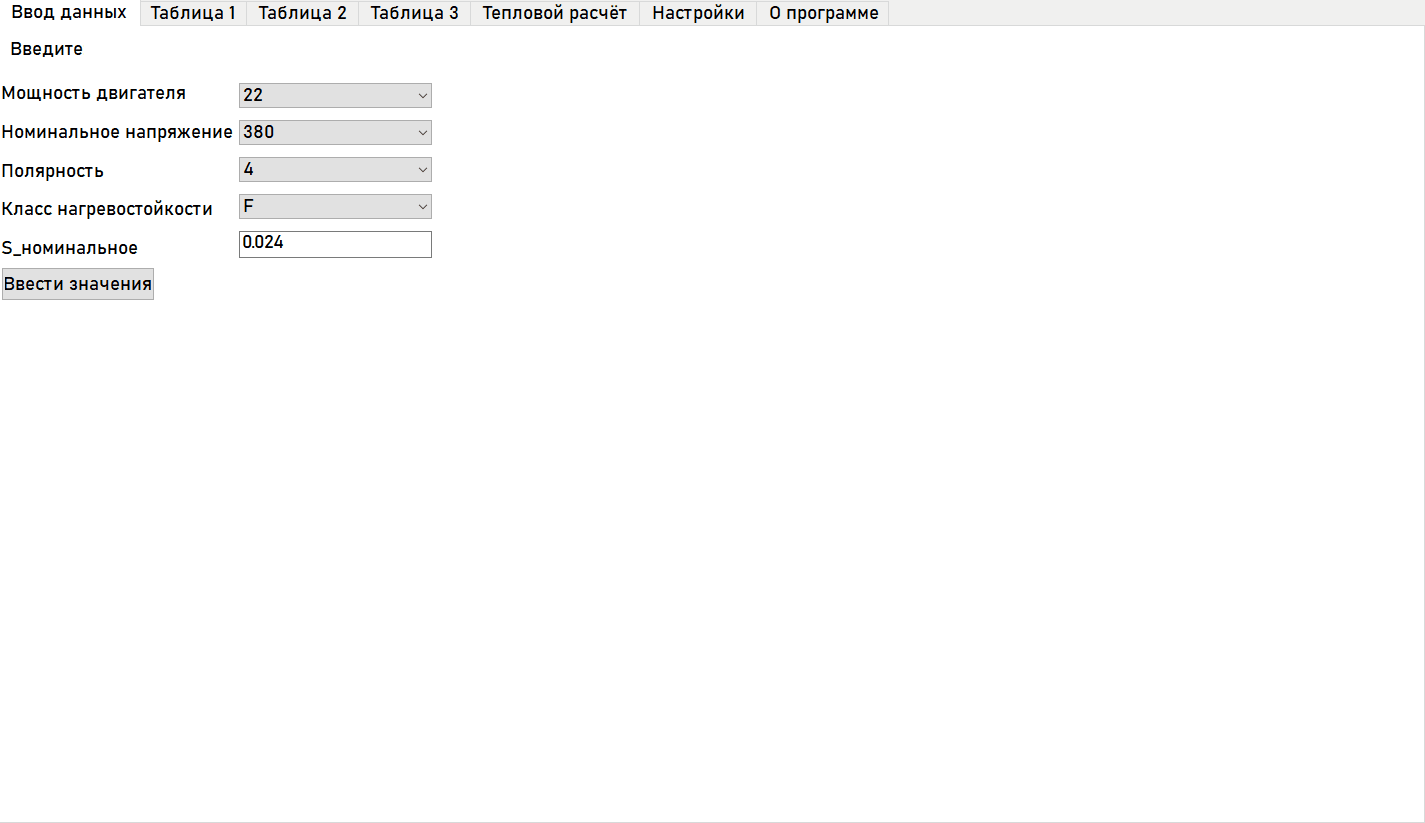 Ввод данных Таблица 1 Таблица 2 Таблица 3 Тепловой расчёт Настройки О программе
Введите
Мощность двигателя 22
Номинальное напряжение 380
Полярность 4
Класс нагревостойкости F
S_номинальное 0.024
Ввести значения